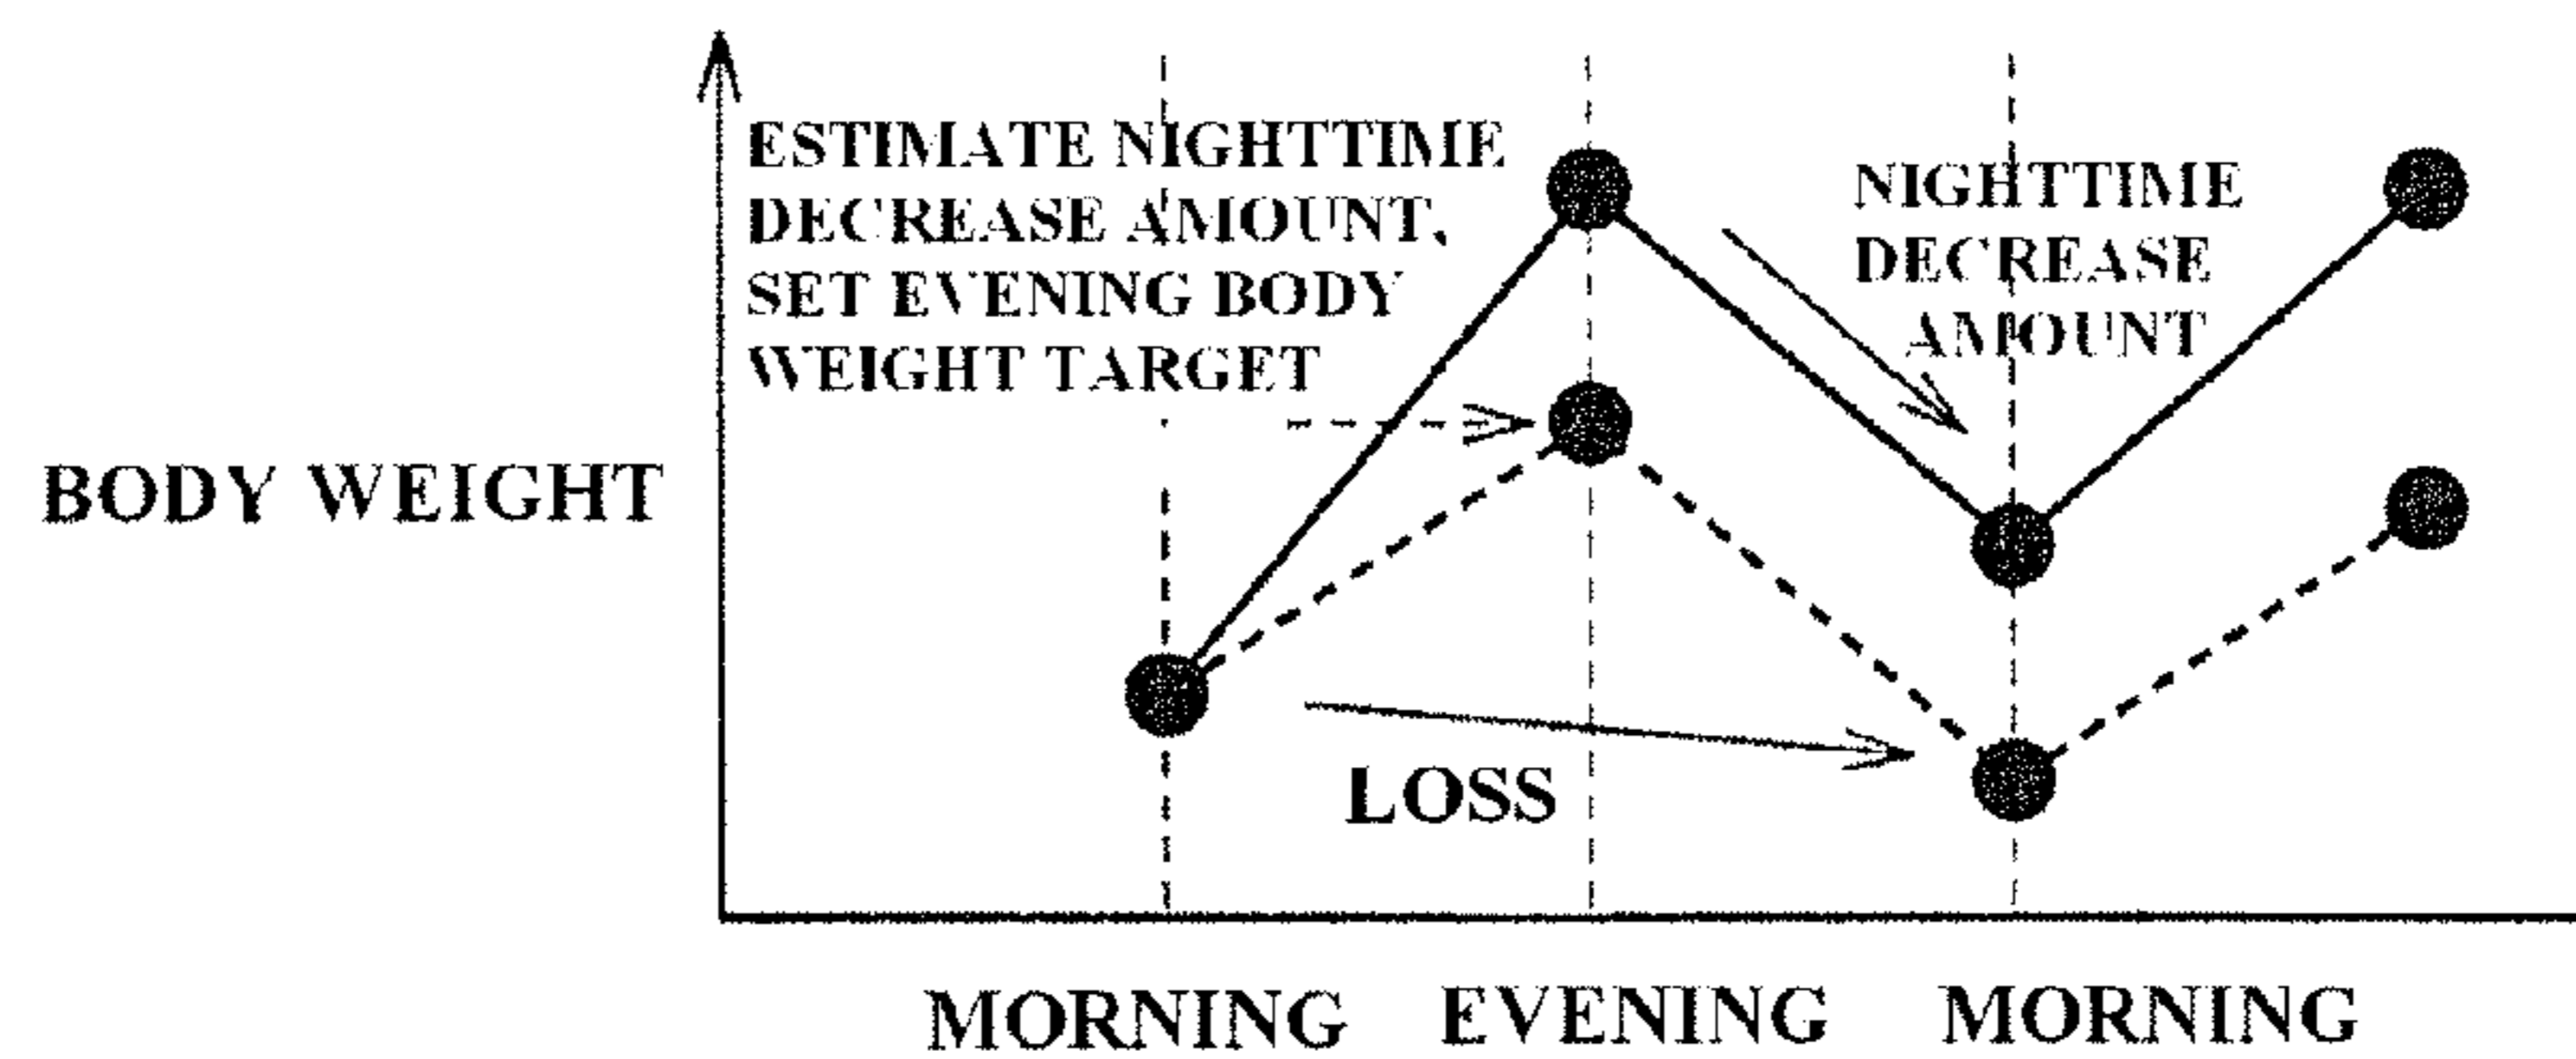 ESTIMATE NIGHTTIME
DECREASE AMOUNT,
SET EVENING BODY
WEIGHT TARGET
NIGHTTIME
DECREASE
AMOUNT
BODY WEIGHT
LOSS
MORNING EVENING MORNING